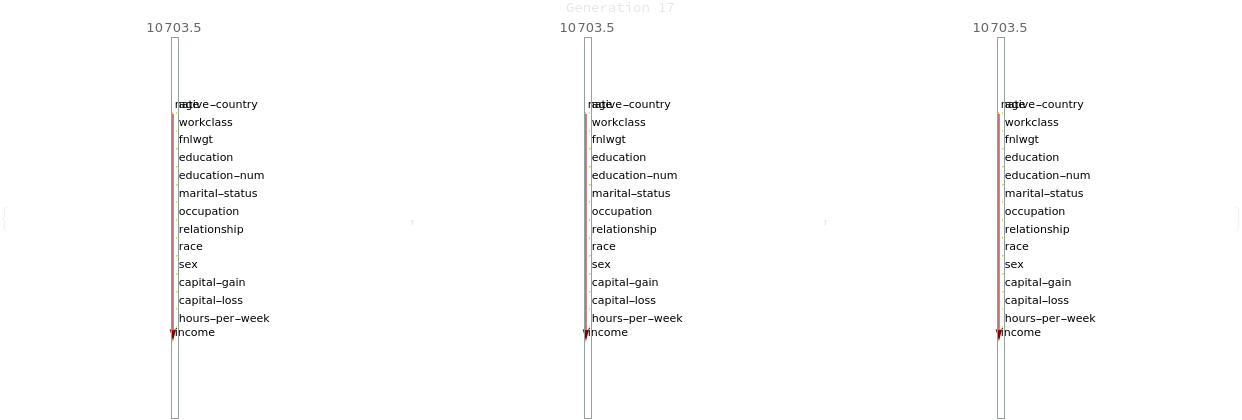 Generation 17
10703.5 10703.5 10703.5
age native-country age native-country age native-country
workclass workclass workclass
fnlwgt fnlwgt fnlwgt
education education education
education-num education-num education-num
marital-status marital-status marital-status
occupation occupation occupation
relationship relationship relationship
race race race
sex sex sex
capital-gain capital-gain capital-gain
capital-loss capital-loss capital-loss
hours-per-week hours-per-week hours-per-week
income income income